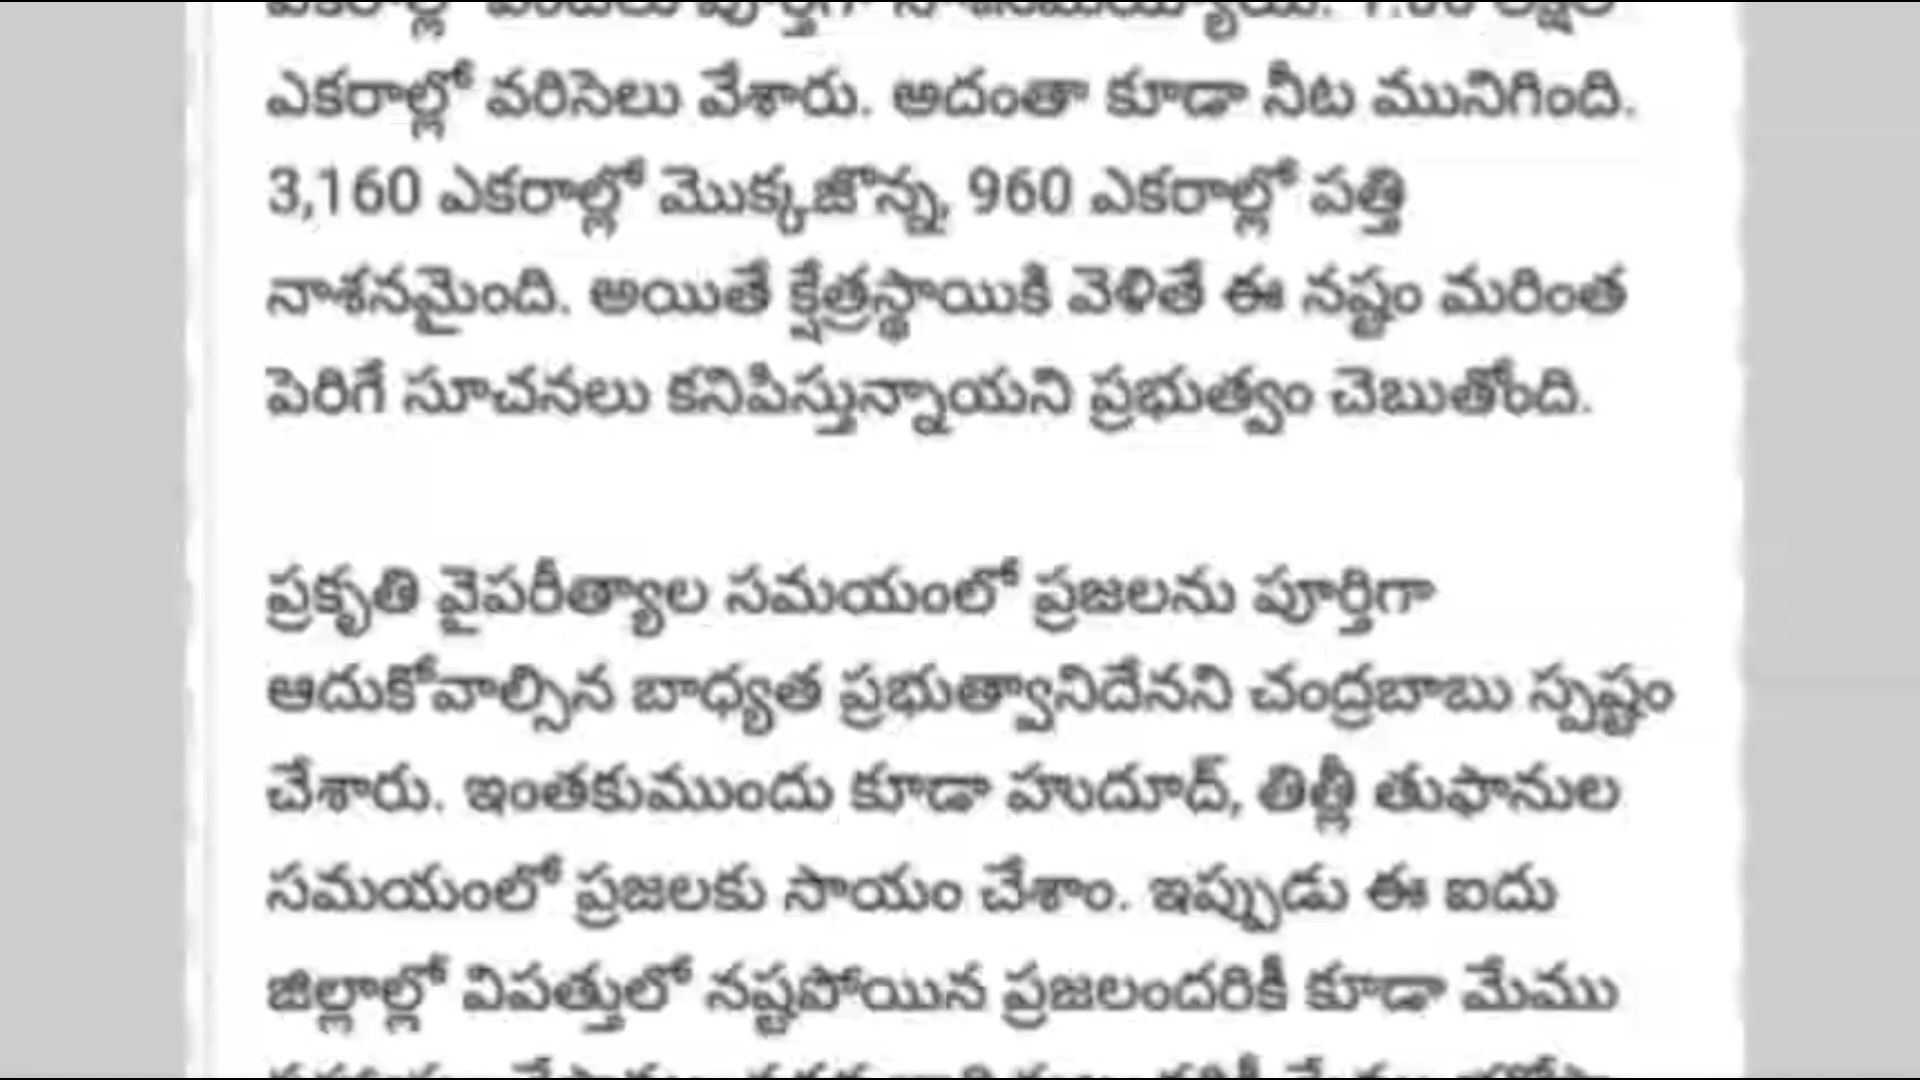 ఎకరాల్లో వరిసెలు వేశారు. అదంతా కూడా నీట మునిగింది.
3,160 ఎకరాల్లో మొక్కజొన్న, 960 ఎకరాల్లో పత్తి
నాశనమైంది. అయితే క్షేత్రస్థాయికి వెళితే ఈ నష్టం మరింత
పెరిగే సూచనలు కనిపిస్తున్నాయని ప్రభుత్వం చెబుతోంది.
ప్రకృతి వైపరీత్యాల సమయంలో ప్రజలను పూర్తిగా
ఆదుకోవాల్సిన బాధ్యత ప్రభుత్వానిదేనని చంద్రబాబు స్పష్టం
చేశారు. ఇంతకుముందు కూడా హుదూద్, తిత్లీ తుఫానుల
సమయంలో ప్రజలకు సాయం చేశాం. ఇప్పుడు ఈ ఐదు
జిల్లాల్లో విపత్తులో నష్టపోయిన ప్రజలందరికీ కూడా మేము